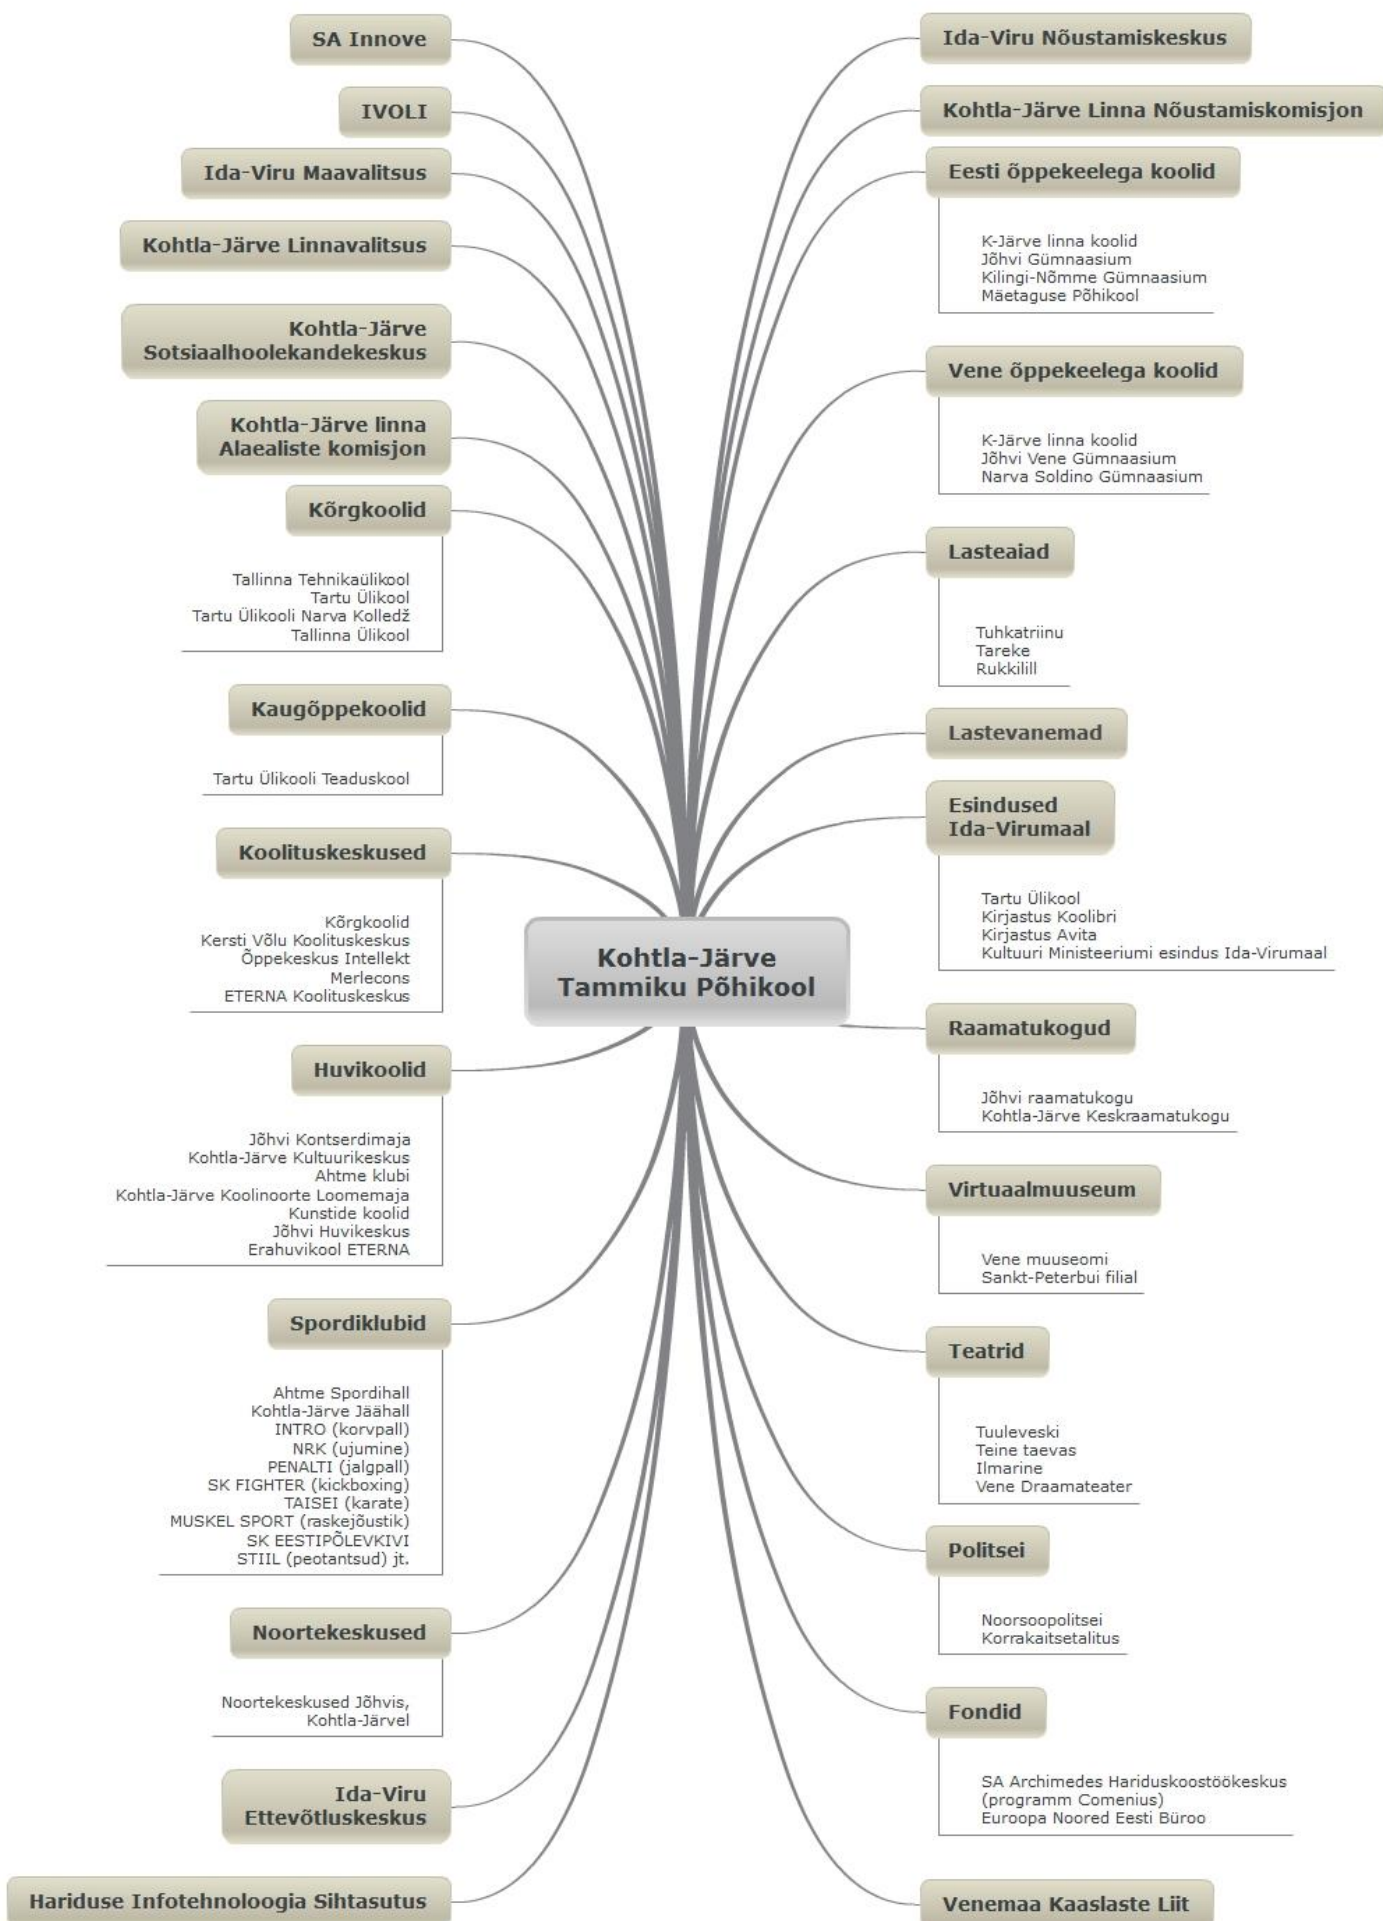 SA Innove
IVOLI
Ida-Viru Maavalitsus
Kohtla-Järve Linnavalitsus
Kohtla-Järve
Sotsiaalhoolekandekeskus
Kohtla-Järve linna
Alaealiste komisjon
Kõrgkoolid
Tallinna Tehnikaülikool
Tartu Ülikool
Tartu Ülikooli Narva Kolledž
Tallinna Ülikool
Kaugõppekoolid
Tartu Ülikooli Teaduskool
Koolituskeskused
Kõrgkoolid
Kersti Võlu Koolituskeskus
Õppekeskus Intellekt
Merlecons
ETERNA Koolituskeskus
Huvikoolid
Jõhvi Kontserdimaja
Kohtla-Järve Kultuurikeskus
Ahtme klubi
Kohtla-Järve Koolinoorte Loomemaja
Kunstide koolid
Jõhvi Huvikeskus
Erahuvikool ETERNA
Spordiklubid
Ahtme Spordihall
Kohtla-Järve Jäähall
INTRO (korvpall)
NRK (ujumine)
PENALTI (jalgpall)
SK FIGHTER (kickboxing)
TAISEI (karate)
MUSKEL SPORT (raskejõustik)
SK EESTIPÕLEVKIVI
STIIL (peotantsud) jt.
Noortekeskused
Noortekeskused Jõhvis,
Kohtla-Järvel
Ida-Viru
Ettevõtluskeskus
Hariduse Infotehnoloogia Sihtasutus
Kohtla-Järve
Tammiku Põhikool
Ida-Viru Nõustamiskeskus
Kohtla-Järve Linna Nõustamiskomisjon
Eesti õppekeelega koolid
K-Järve linna koolid
Jõhvi Gümnaasium
Kilingi-Nõmme Gümnaasium
Mäetaguse Põhikool
Vene õppekeelega koolid
K-Järve linna koolid
Jõhvi Vene Gümnaasium
Narva Soldino Gümnaasium
Lasteaiad
Tuhkatriinu
Tareke
Rukkilill
Lastevanemad
Esindused
Ida-Virumaal
Tartu Ülikool
Kirjastus Koolibri
Kirjastus Avita
Kultuuri Ministeeriumi esindus Ida-Virumaal
Raamatukogud
Jõhvi raamatukogu
Kohtla-Järve Keskraamatukogu
Virtuaalmuuseum
Vene muuseomi
Sankt-Peterbui filial
Teatrid
Tuuleveski
Teine taevas
Ilmarine
Vene Draamateater
Politsei
Noorsoopolitsei
Korrakaitsetalitus
Fondid
SA Archimedes Hariduskoostöökeskus
(programm Comenius)
Euroopa Noored Eesti Büroo
Venemaa Kaaslaste Liit